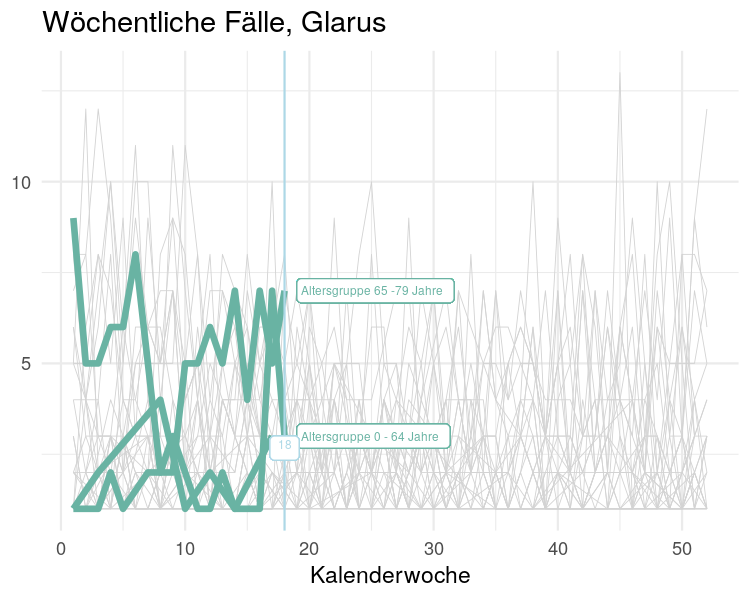 Wöchentliche Fälle, Glarus
10
Altersgruppe 65 -79 Jahre
5
Altersgruppe 0 - 64 Jahre
18
0 10 20 30 40 50
Kalenderwoche